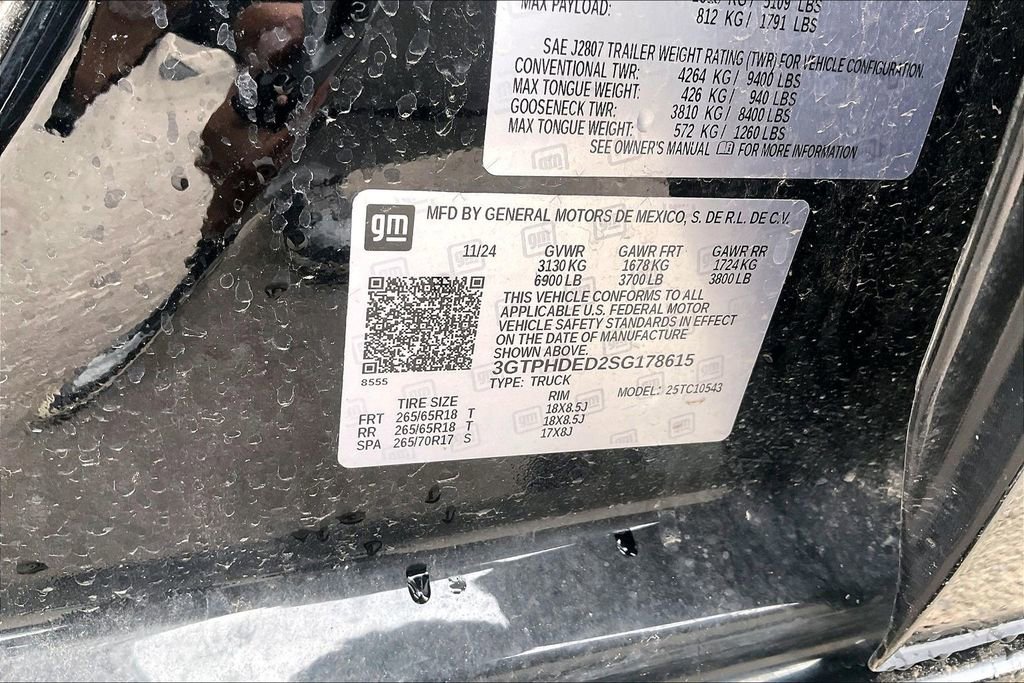 MAX PAYLOAD:
5109 LBS
812 KG/ 1791 LBS
SAE J2807 TRAILER WEIGHT RATING (TWR) FOR VEHICLE CONFIGURATION.
CONVENTIONAL TWR: 4264 KG/ 9400 LBS
MAX TONGUE WEIGHT: 426 KG/ 940 LBS
GOOSENECK TWR: 3810 KG/ 8400 LBS
MAX TONGUE WEIGHT: 572 KG/ 1260 LBS
SEE OWNER'S MANUAL FOR MORE INFORMATION
gm
MFD BY GENERAL MOTORS DE MEXICO, S. DE R.L. DE C.V.
11/24 GVWR GAWR FRT GAWR RR
3130 KG 1678 KG 1724 KG
6900 LB 3700 LB 3800 LB
THIS VEHICLE CONFORMS TO ALL
APPLICABLE U.S. FEDERAL MOTOR
VEHICLE SAFETY STANDARDS IN EFFECT
ON THE DATE OF MANUFACTURE
SHOWN ABOVE.
3GTPHDED2SG178615
8555
TYPE: TRUCK MODEL: 25TC10543
TIRE SIZE RIM
FRT 265/65R18 T 18X8.5J
RR 265/65R18 T 18X8.5J
SPA 265/70R17 S 17X8J